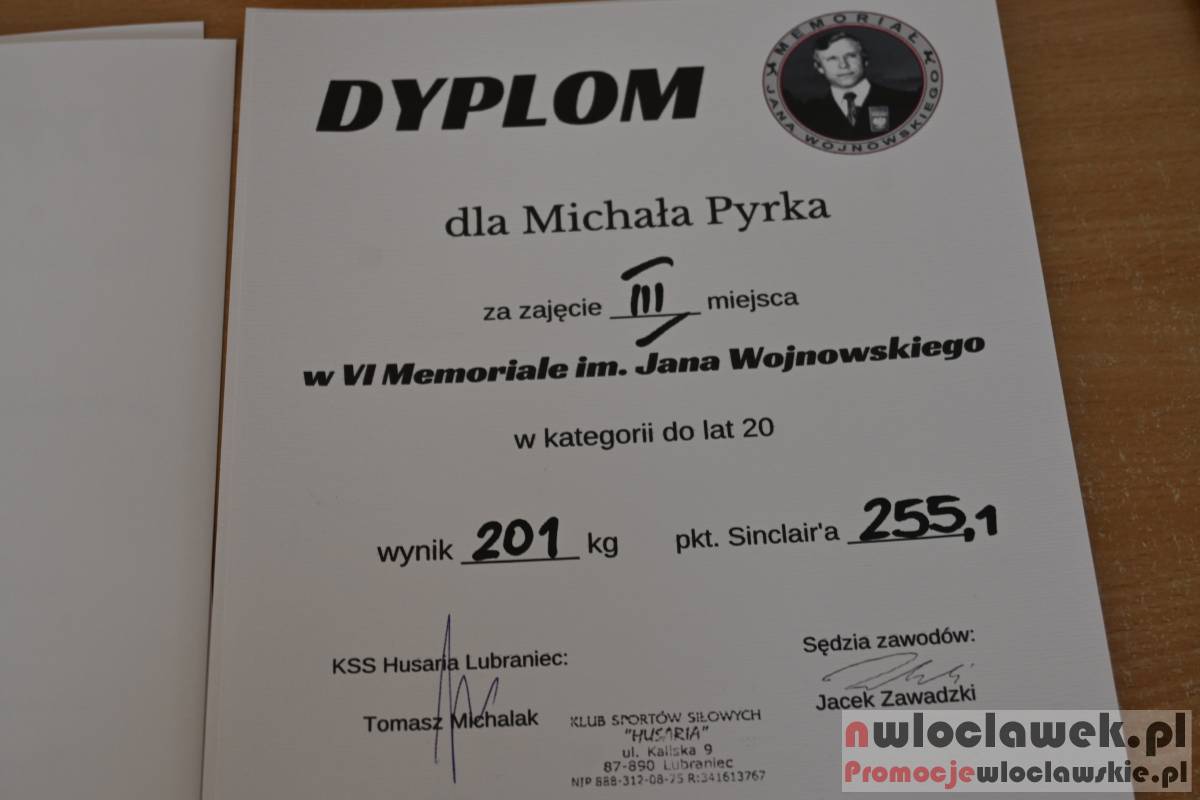 DYPLOM
MEMORIAŁ
JANA WOJNOWSKIEGO
dla Michała Pyrka
za zajęcie III miejsca
w VI Memoriale im. Jana Wojnowskiego
w kategorii do lat 20
wynik 201 kg pkt. Sinclair'a 255,1
KSS Husaria Lubraniec:
Sędzia zawodów:
Tomasz Michalak
Jacek Zawadzki
KLUB SPORTÓW SIŁOWYCH
"HUSARIA"
ul. Kaliska 9
87-890 Lubraniec
NIP 888-312-08-75 R:341613767
nwloclawek.pl
Promocjewloclawskie.pl